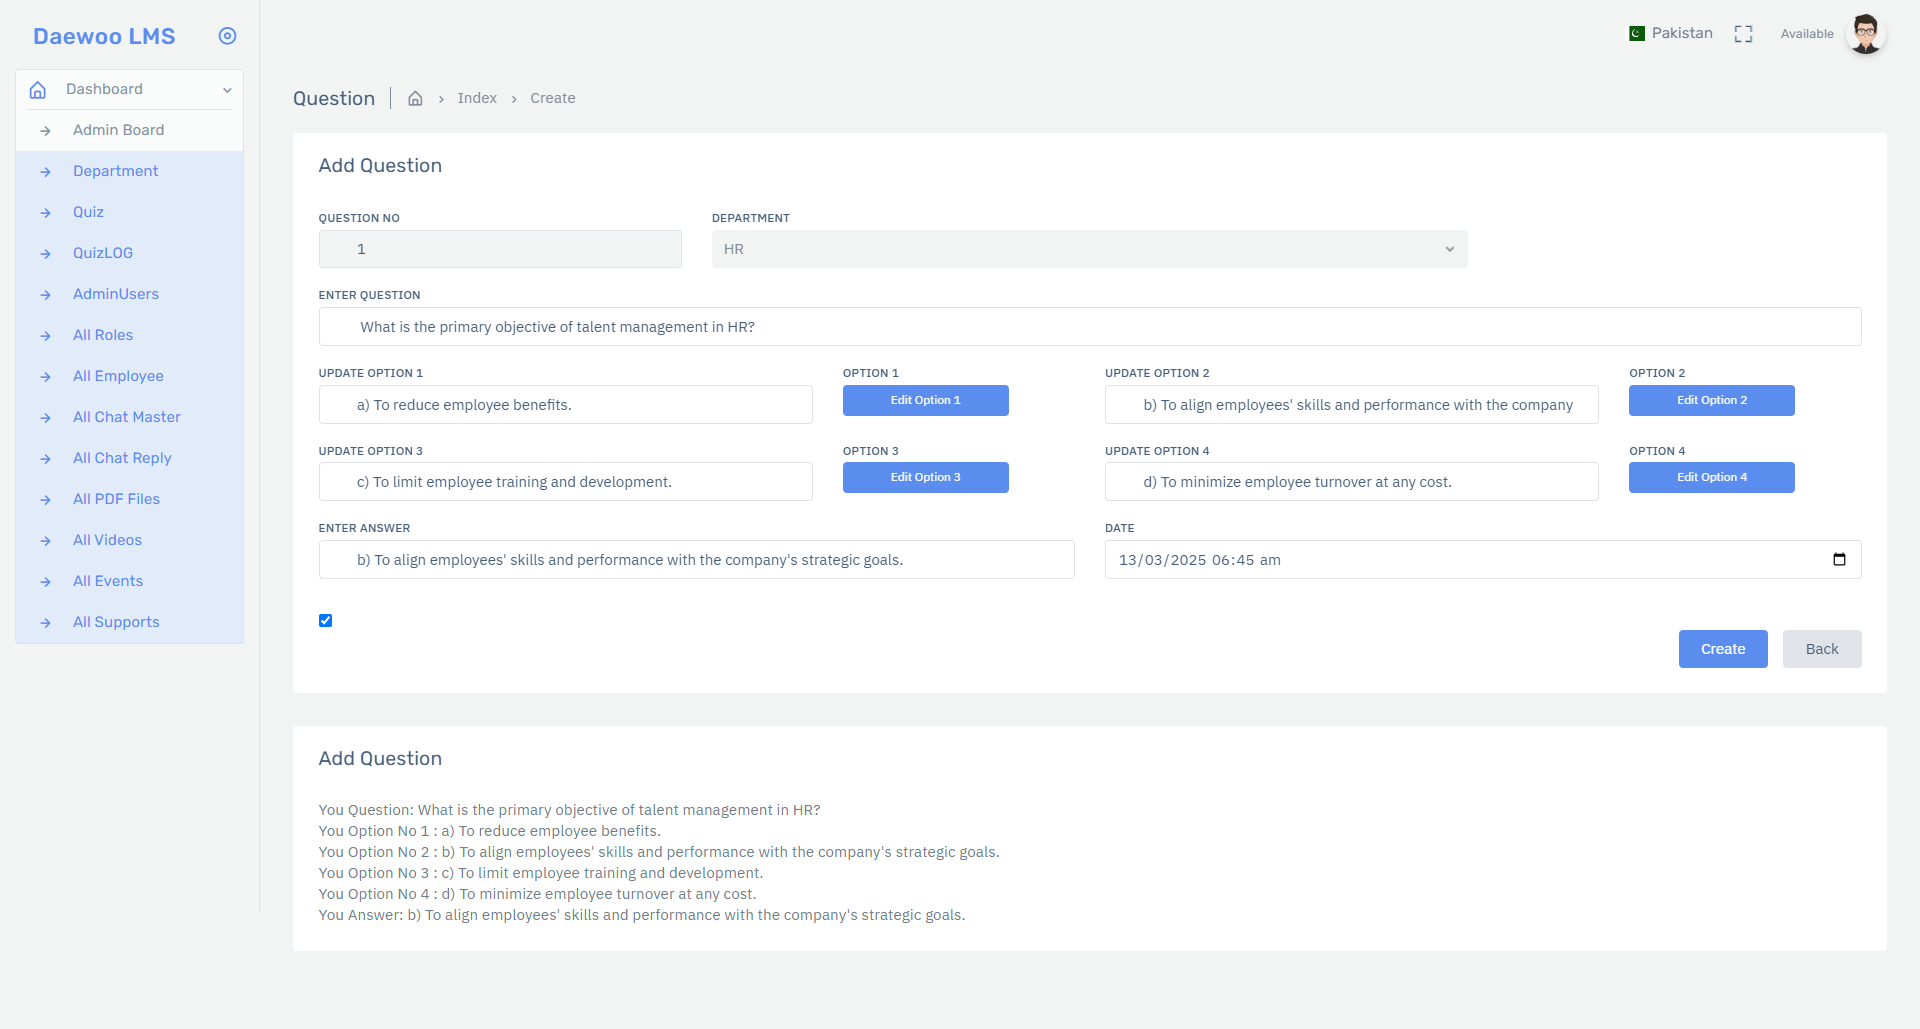 Daewoo LMS
Pakistan
Available
Dashboard
Admin Board
Department
Quiz
QuizLOG
AdminUsers
All Roles
All Employee
All Chat Master
All Chat Reply
All PDF Files
All Videos
All Events
All Supports
Question
Index
Create
Add Question
QUESTION NO
DEPARTMENT
1
HR
ENTER QUESTION
What is the primary objective of talent management in HR?
UPDATE OPTION 1
OPTION 1
UPDATE OPTION 2
OPTION 2
a) To reduce employee benefits.
Edit Option 1
b) To align employees' skills and performance with the company
Edit Option 2
UPDATE OPTION 3
OPTION 3
UPDATE OPTION 4
OPTION 4
c) To limit employee training and development.
Edit Option 3
d) To minimize employee turnover at any cost.
Edit Option 4
ENTER ANSWER
DATE
b) To align employees' skills and performance with the company's strategic goals.
13/03/2025 06:45 am
Create
Back
Add Question
You Question: What is the primary objective of talent management in HR?
You Option No 1 : a) To reduce employee benefits.
You Option No 2 : b) To align employees' skills and performance with the company's strategic goals.
You Option No 3 : c) To limit employee training and development.
You Option No 4 : d) To minimize employee turnover at any cost.
You Answer: b) To align employees' skills and performance with the company's strategic goals.